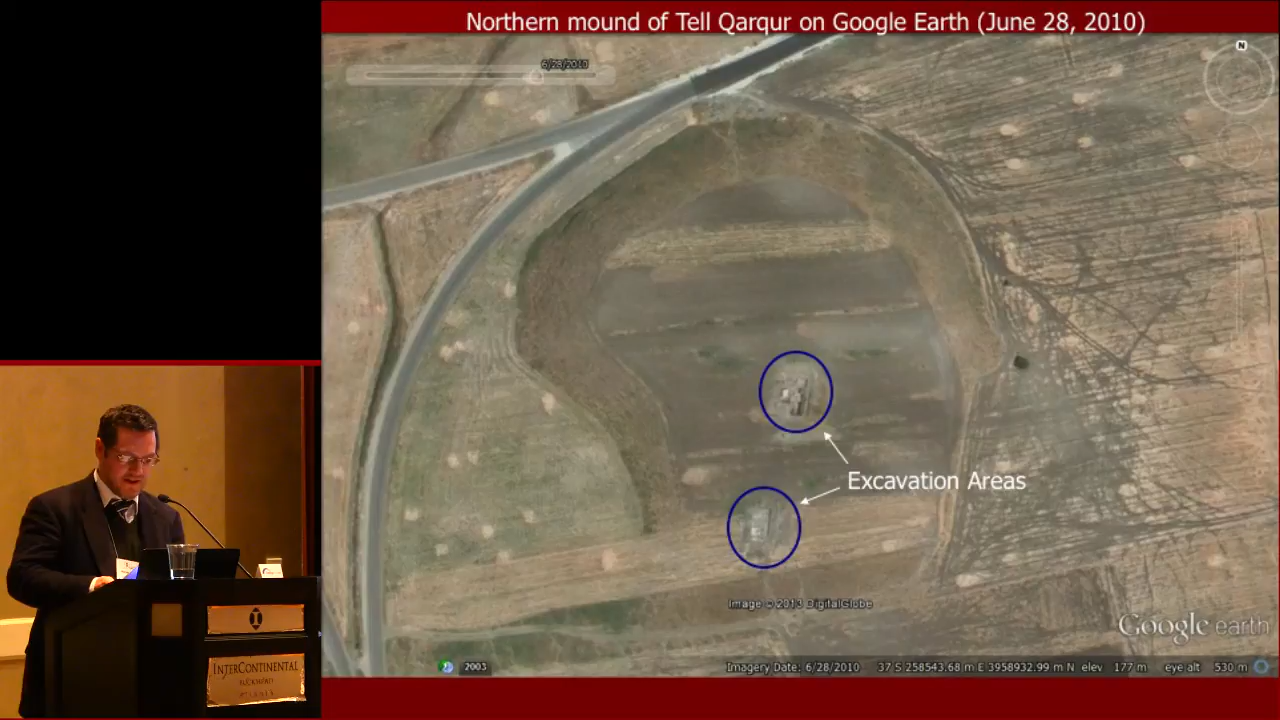 Northern mound of Tell Qarqur on Google Earth (June 28, 2010)
6/28/2010
N
Excavation Areas
Image © 2013 DigitalGlobe
Google earth
2003
Imagery Date: 6/28/2010 37 S 258543.68 m E 3958932.99 m N elev 177 m eye alt 530 m
INTERCONTINENTAL
BUCKHEAD
ATLANTA